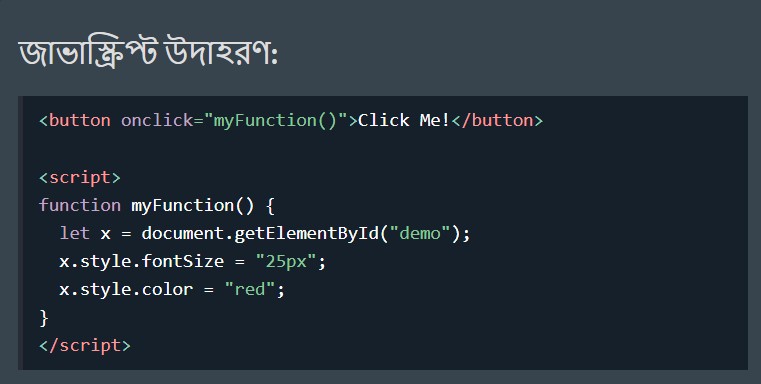 জাভাস্ক্রিপ্ট উদাহরণ:
<button onclick="myFunction()">Click Me!</button>
<script>
function myFunction() {
let x = document.getElementById("demo");
x.style.fontSize = "25px";
x.style.color = "red";
}
</script>